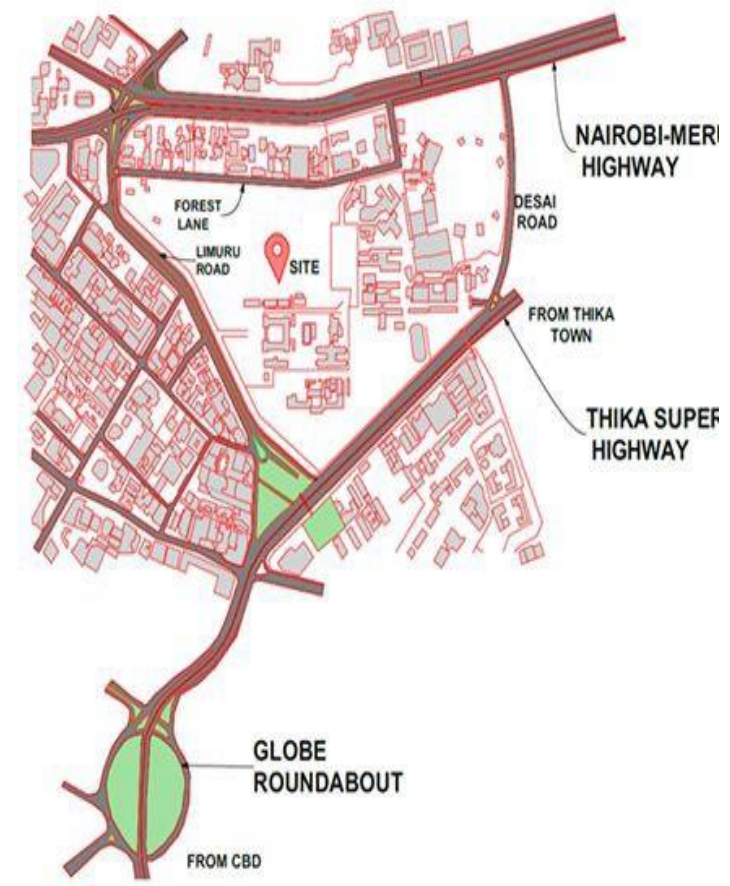 NAIROBI-MER
HIGHWAY
FOREST
LANE
DESAI
ROAD
LIMURU
ROAD
SITE
FROM THIKA
TOWN
THIKA SUPER
HIGHWAY
GLOBE
ROUNDABOUT
FROM CBD